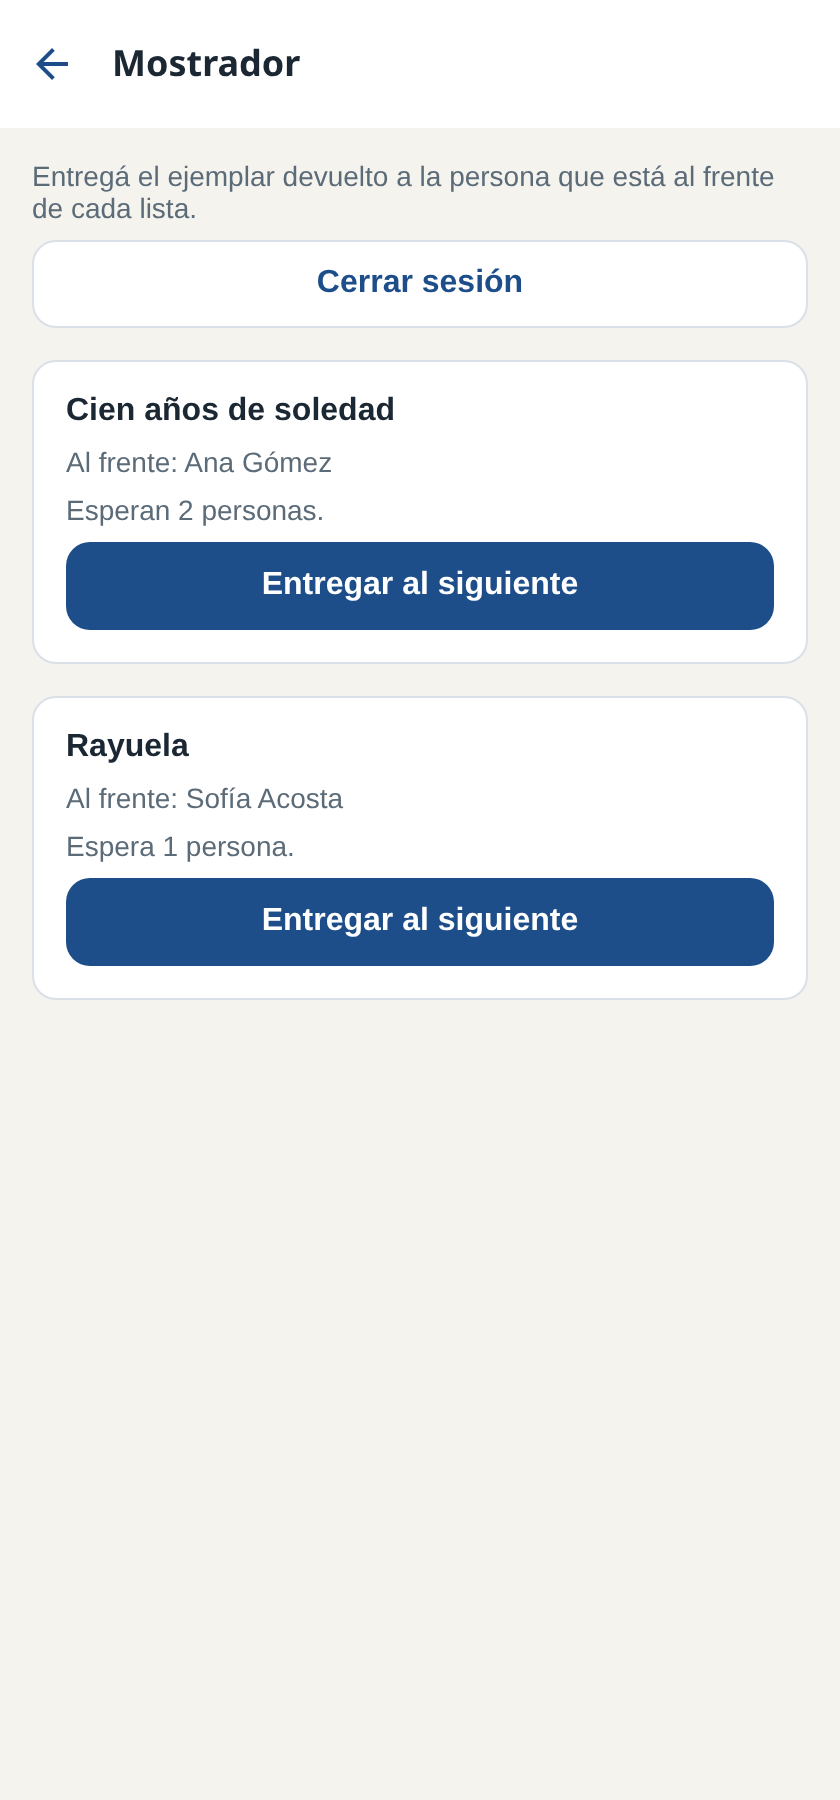 Mostrador
Entregá el ejemplar devuelto a la persona que está al frente
de cada lista.
Cerrar sesión
Cien años de soledad
Al frente: Ana Gómez
Esperan 2 personas.
Entregar al siguiente
Rayuela
Al frente: Sofía Acosta
Espera 1 persona.
Entregar al siguiente